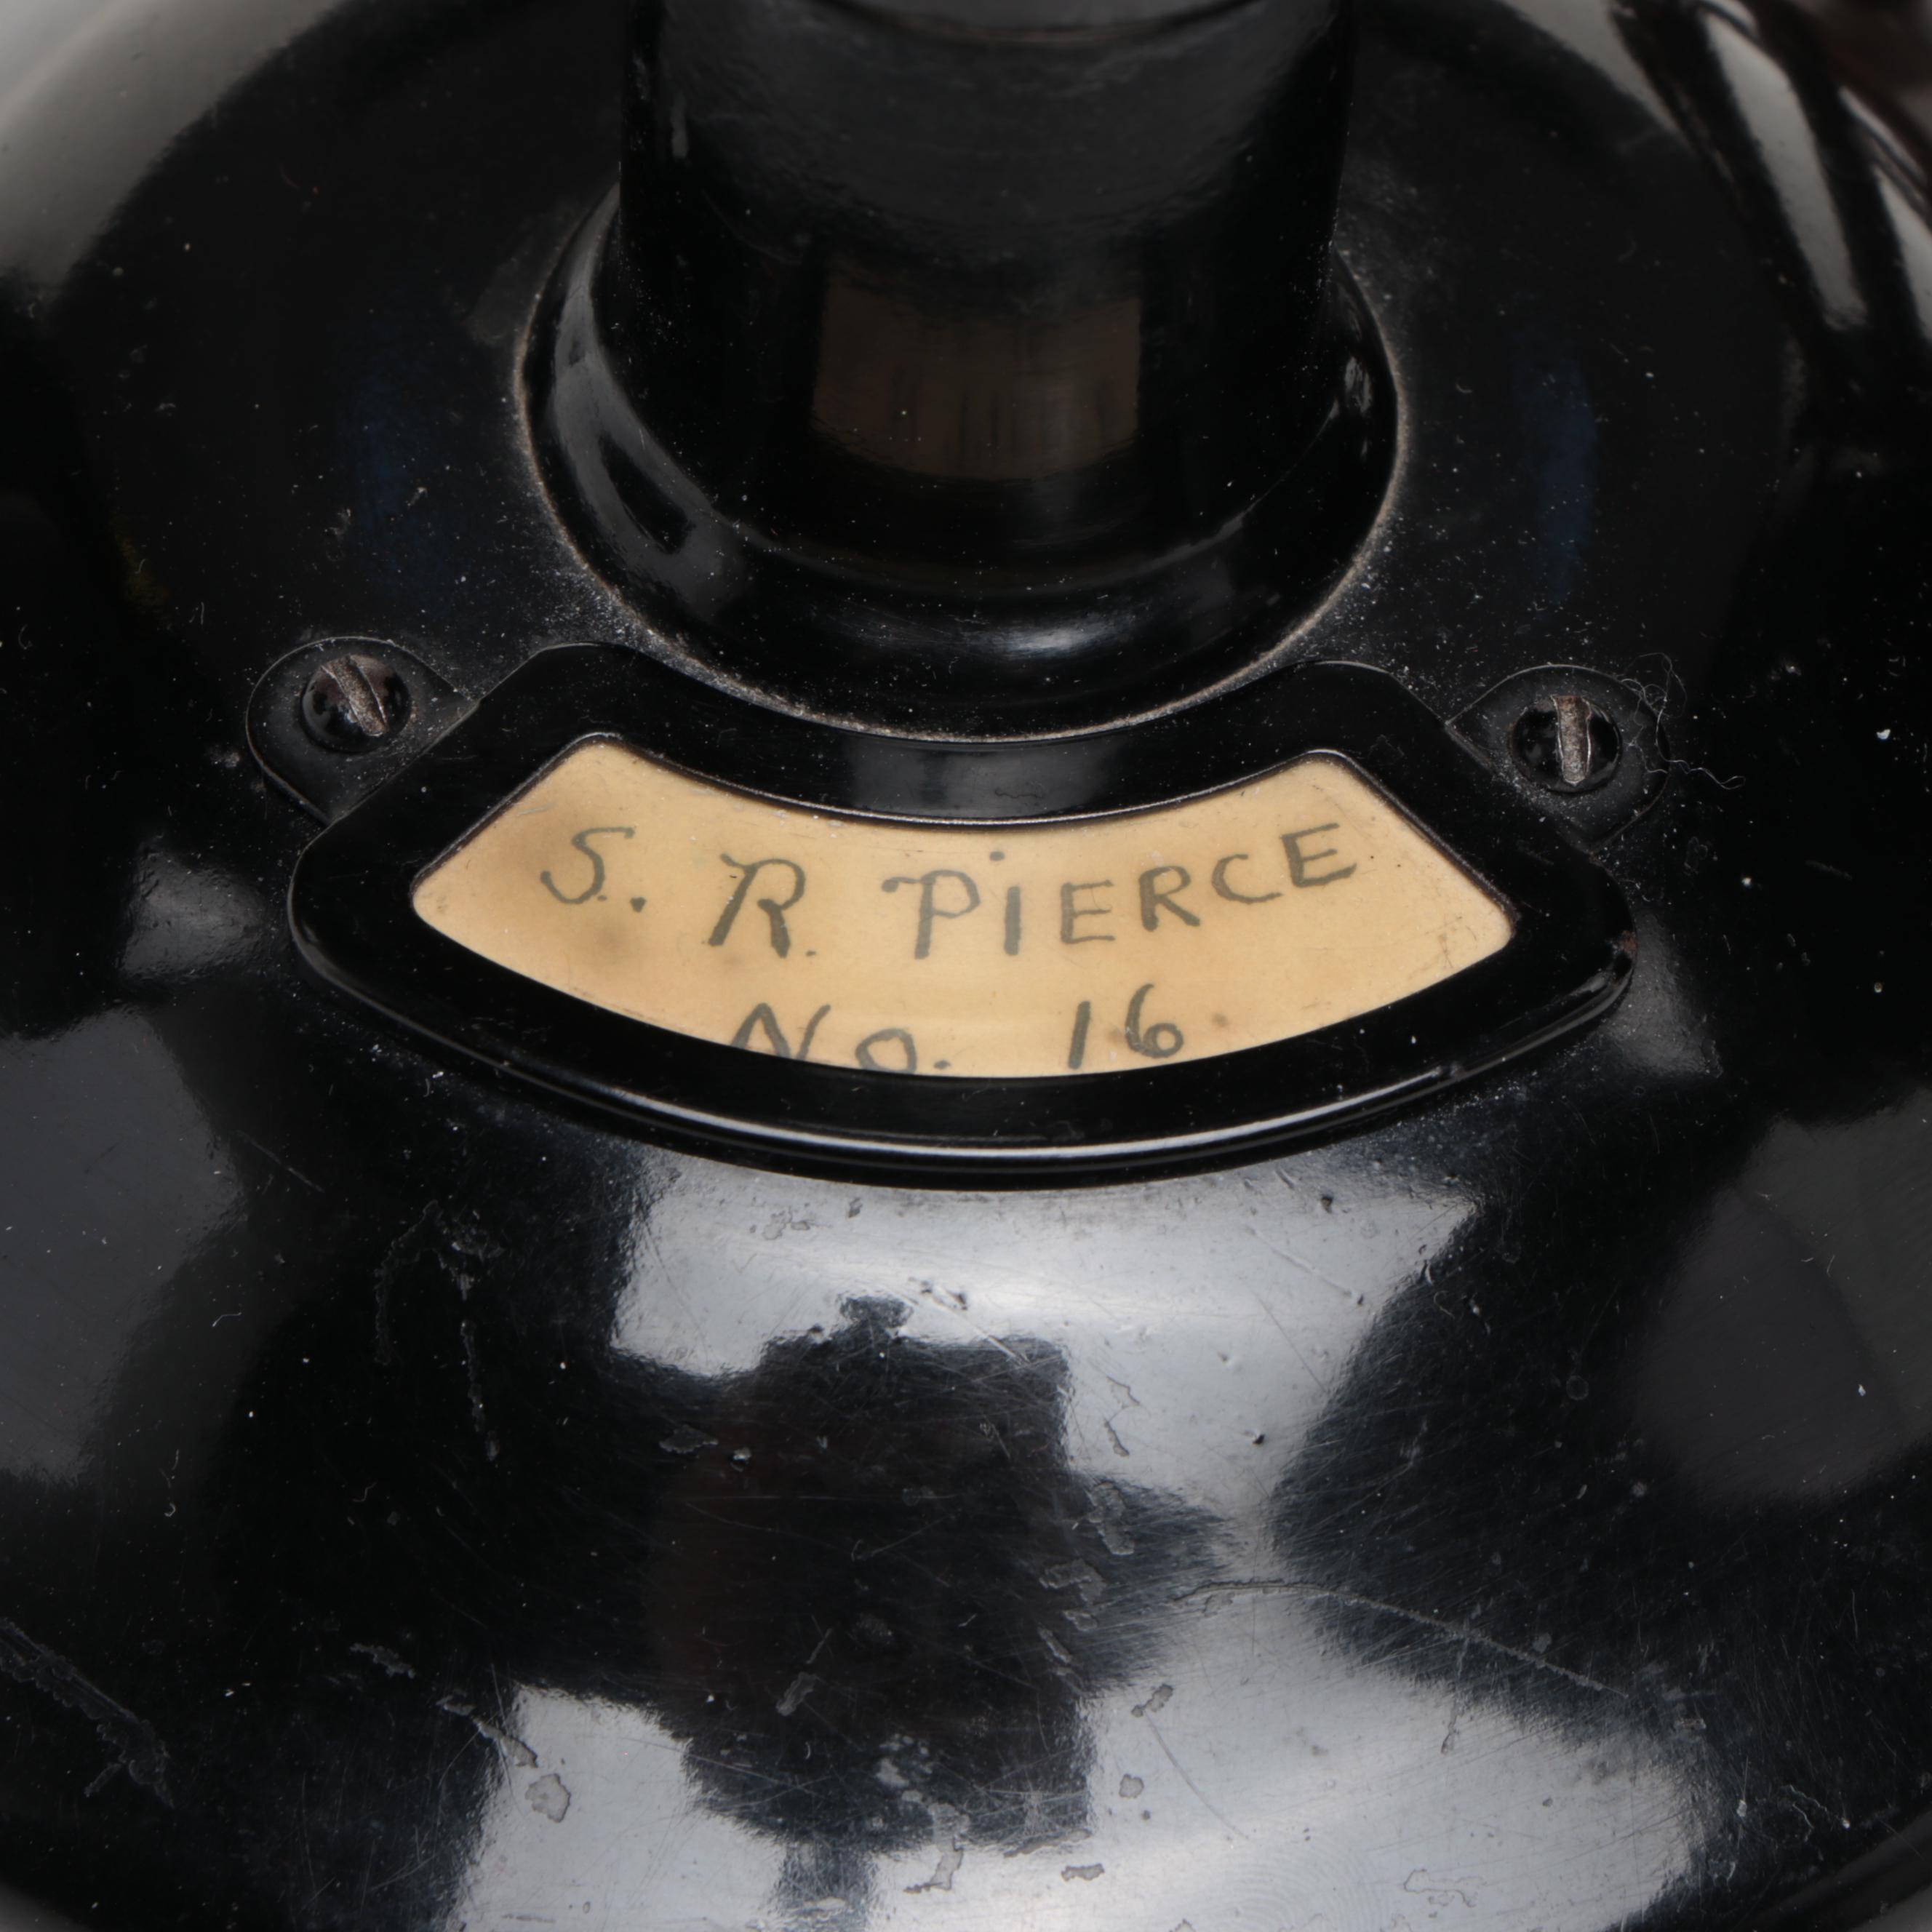 S. R. PiERCE
No. 16